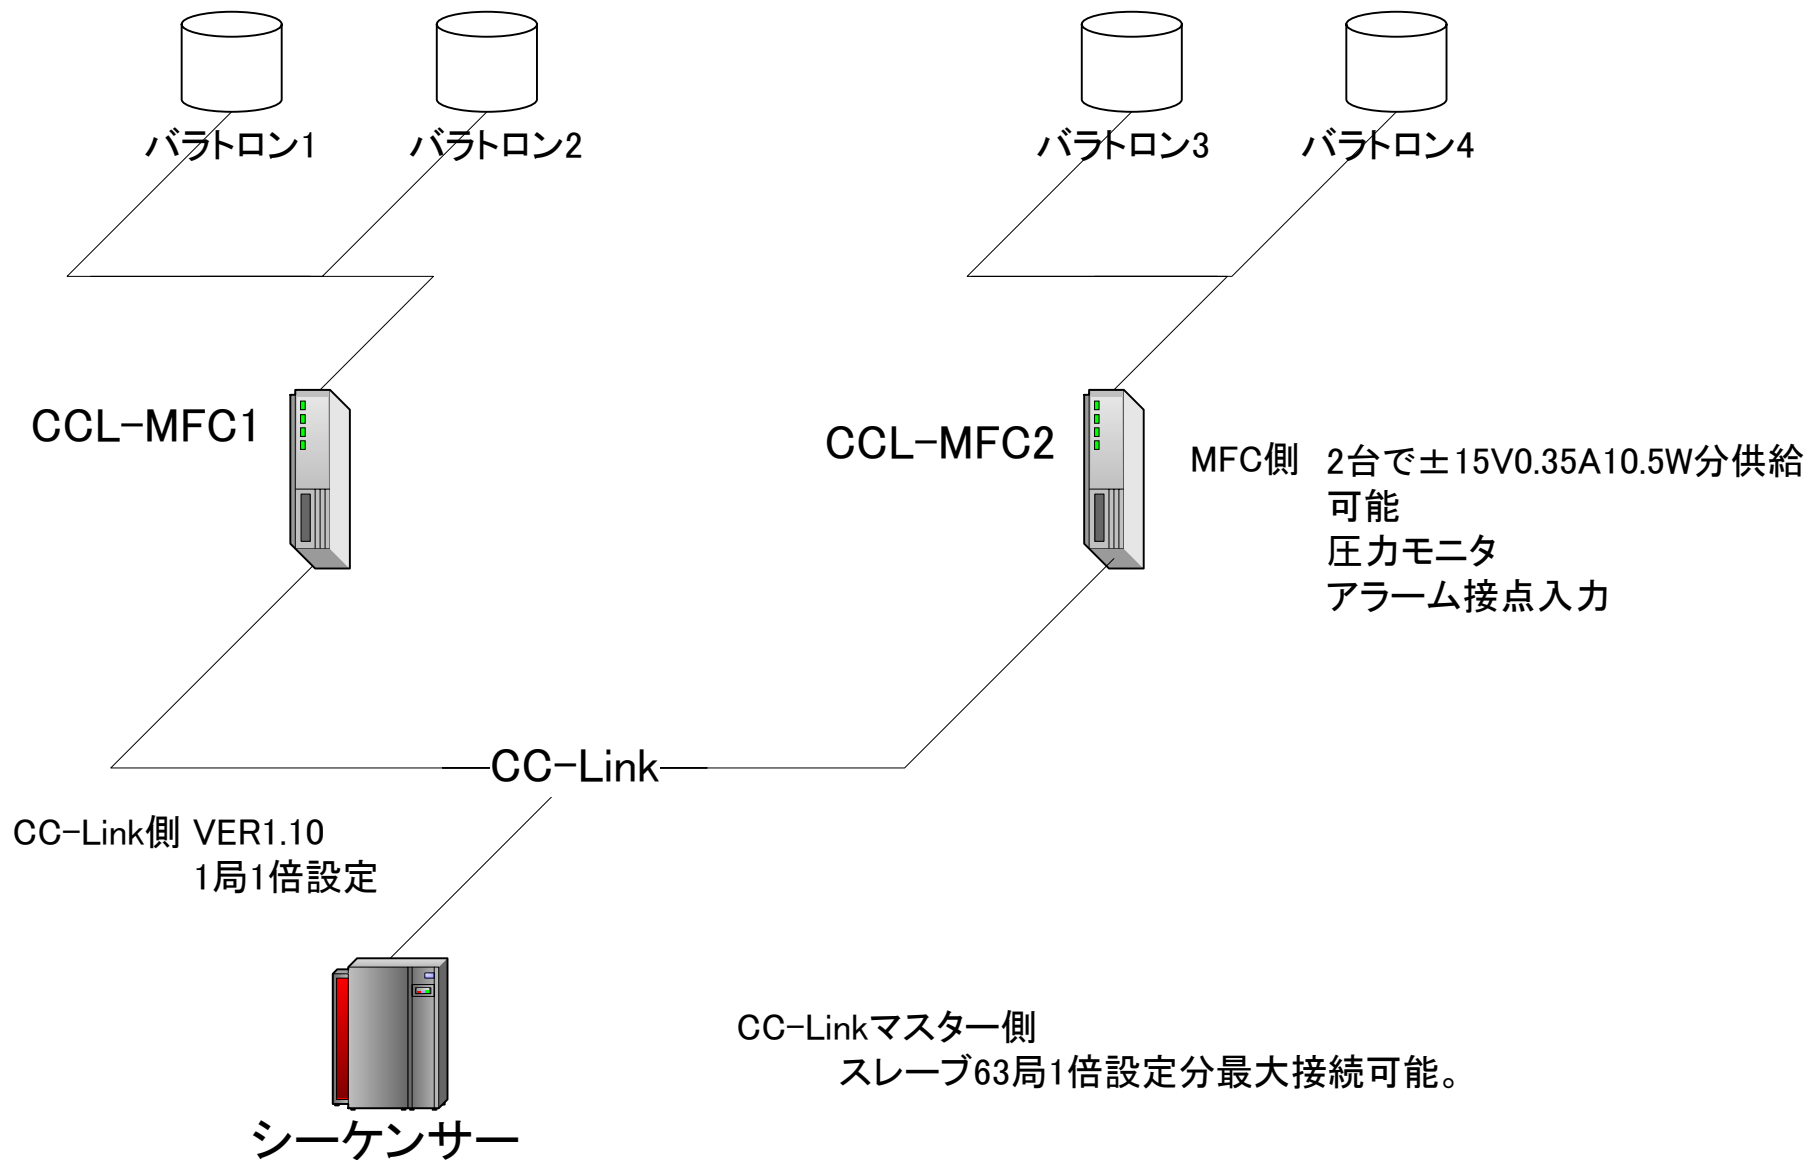 バラトロン1
バラトロン2
バラトロン3
バラトロン4
CCL-MFC1
CCL-MFC2
MFC側 2台で±15V0.35A10.5W分供給
可能
圧力モニタ
アラーム接点入力
CC-Link
CC-Link側 VER1.10
1局1倍設定
CC-Linkマスター側
スレーブ63局1倍設定分最大接続可能。
シーケンサー